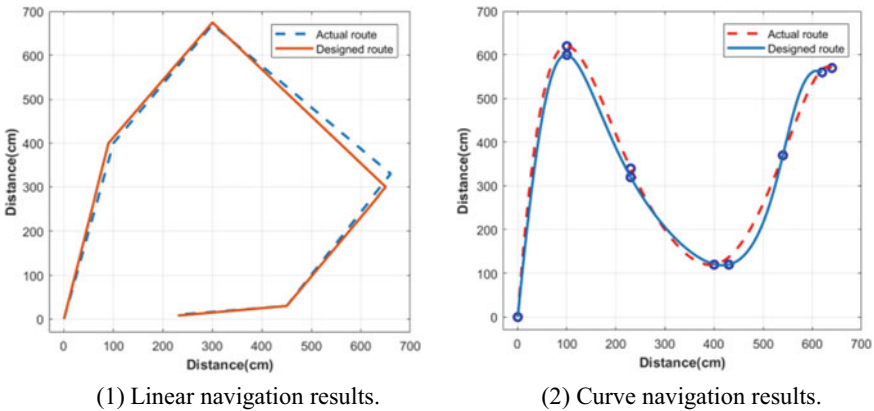 700
600
500
400
300
200
100
0
Distance(cm)
Actual route
Designed route
0 100 200 300 400 500 600 700
Distance(cm)
(1) Linear navigation results.
700
600
500
400
300
200
100
0
Distance(cm)
Actual route
Designed route
0 100 200 300 400 500 600 700
Distance(cm)
(2) Curve navigation results.